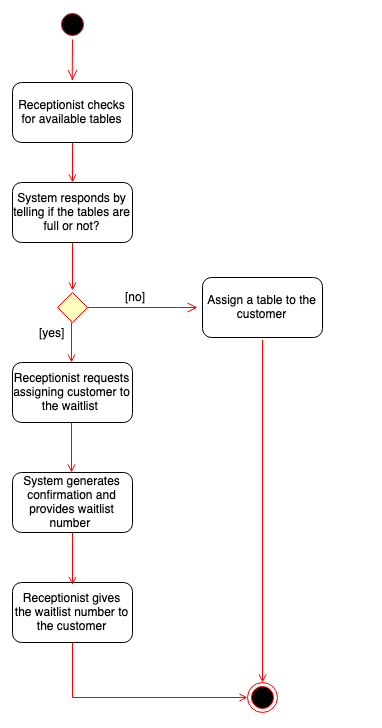 Receptionist checks
for available tables
System responds by
telling if the tables are
full or not?
[no]
Assign a table to the
customer
[yes]
Receptionist requests
assigning customer to
the waitlist
System generates
confirmation and
provides waitlist
number
Receptionist gives
the waitlist number to
the customer